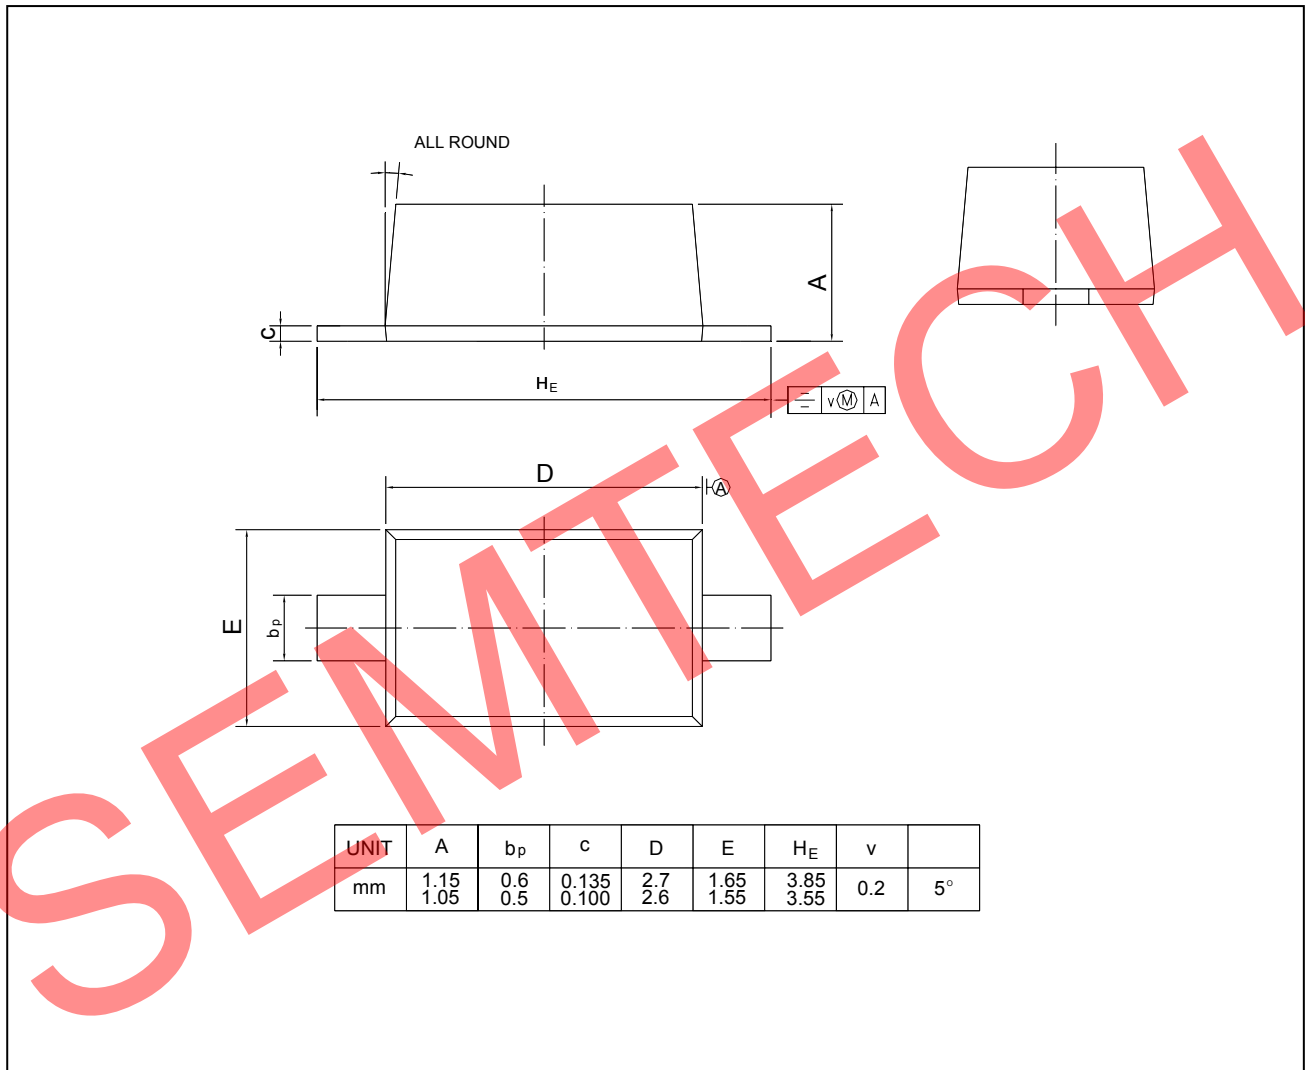 ALL ROUND
A
c
HE
v Ⓜ A
D
Ⓐ
E
bp
SEMTECH
UNIT A bp c D E HE v
mm 1.15 0.6 0.135 2.7 1.65 3.85 0.2 5°
1.05 0.5 0.100 2.6 1.55 3.55